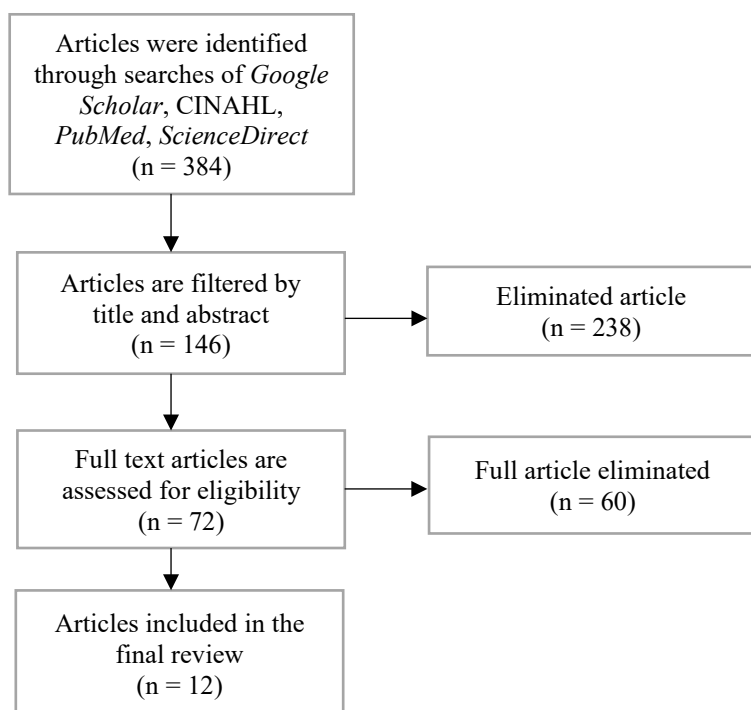 Articles were identified
through searches of Google
Scholar, CINAHL,
PubMed, ScienceDirect
(n = 384)
Articles are filtered by
title and abstract
(n = 146)
Eliminated article
(n = 238)
Full text articles are
assessed for eligibility
(n = 72)
Full article eliminated
(n = 60)
Articles included in the
final review
(n = 12)